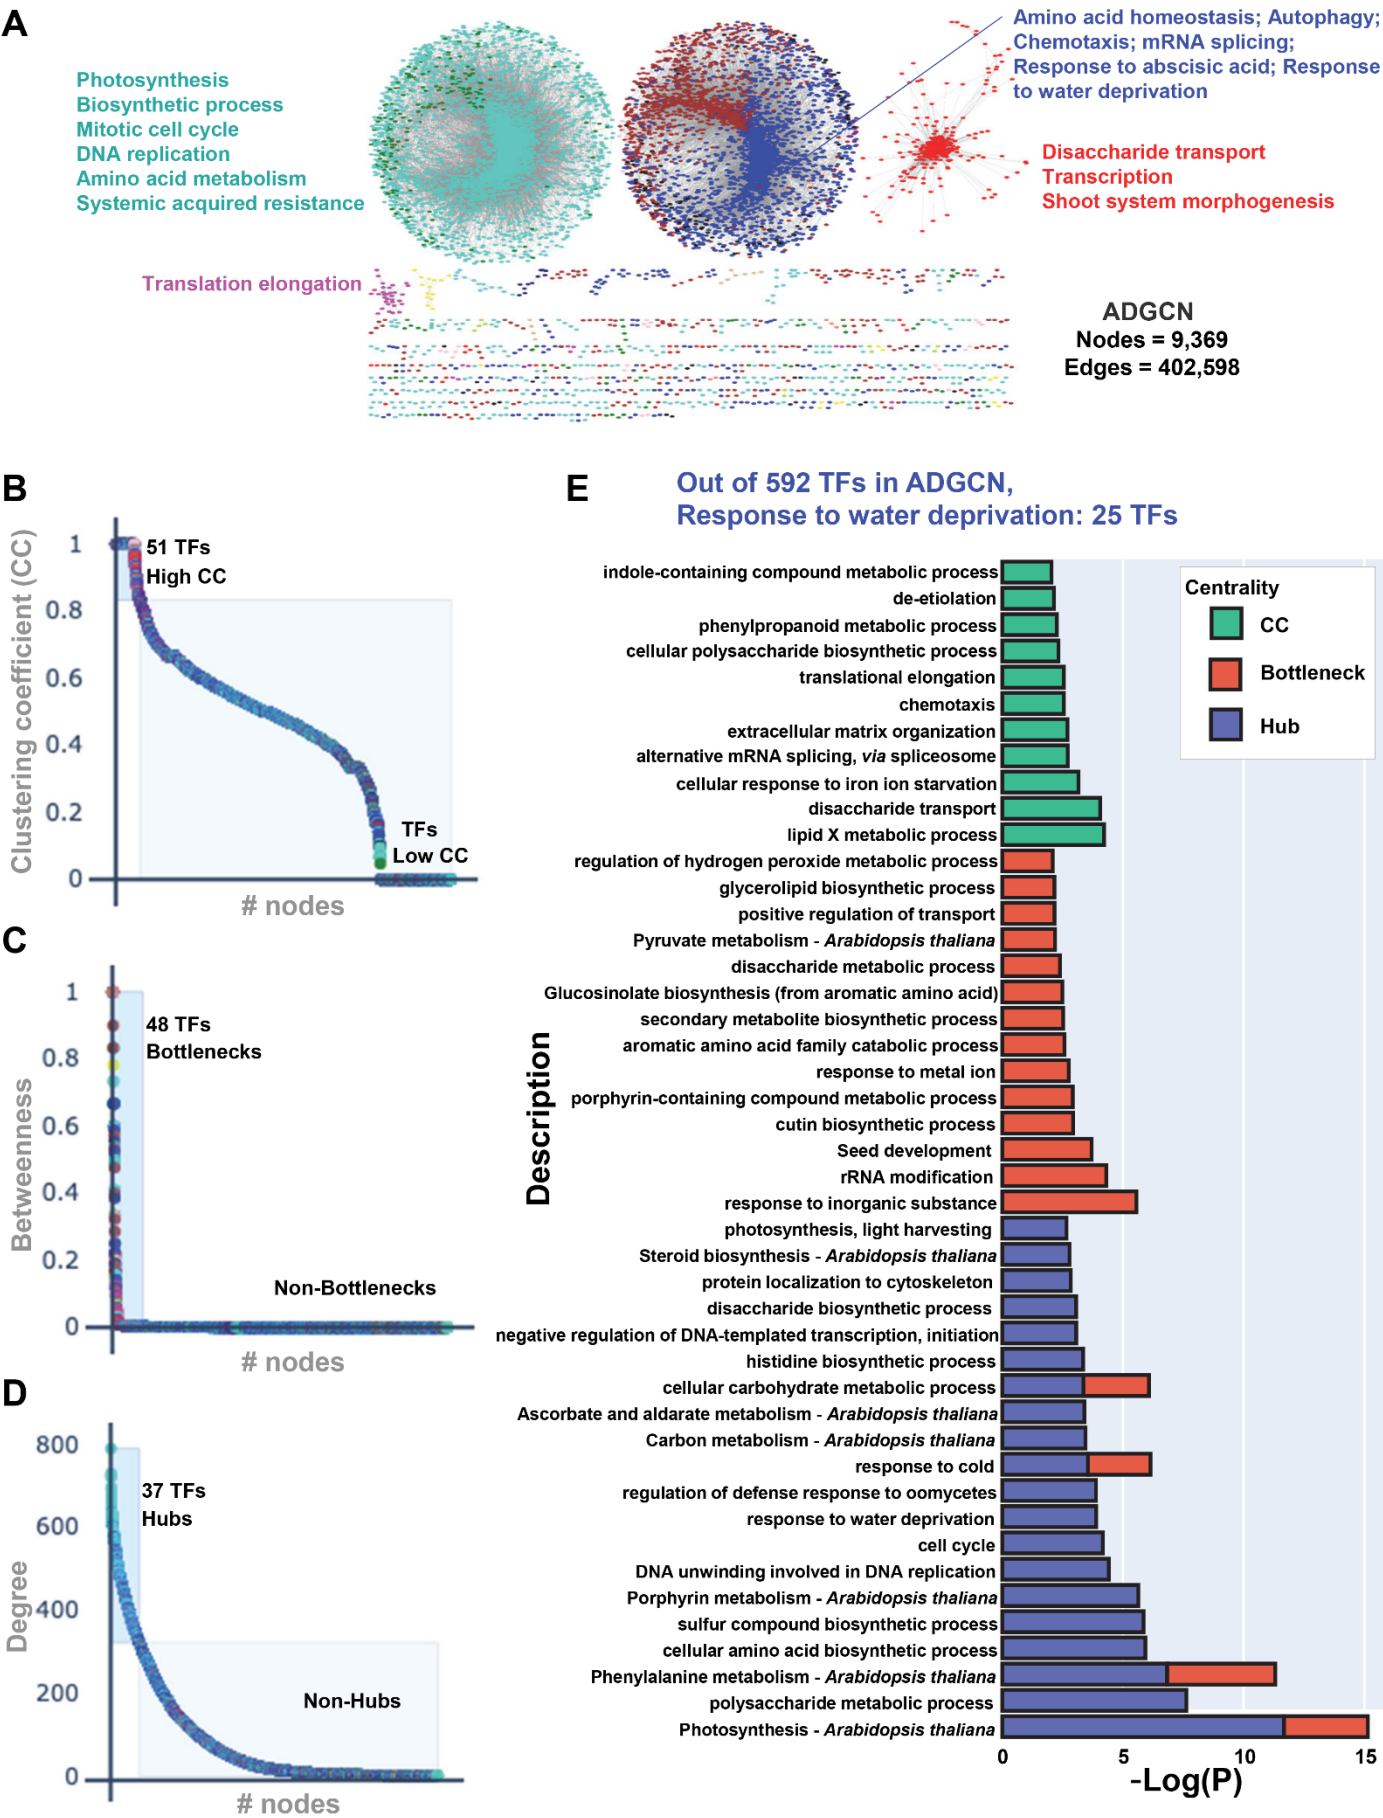 A
Photosynthesis
Biosynthetic process
Mitotic cell cycle
DNA replication
Amino acid metabolism
Systemic acquired resistance
Amino acid homeostasis; Autophagy;
Chemotaxis; mRNA splicing;
Response to abscisic acid; Response
to water deprivation
Disaccharide transport
Transcription
Shoot system morphogenesis
Translation elongation
ADGCN
Nodes = 9,369
Edges = 402,598
B
Clustering coefficient (CC)
1
0.8
0.6
0.4
0.2
0
51 TFs
High CC
TFs
Low CC
# nodes
C
Betweenness
1
0.8
0.6
0.4
0.2
0
48 TFs
Bottlenecks
Non-Bottlenecks
# nodes
D
Degree
800
600
400
200
0
37 TFs
Hubs
Non-Hubs
# nodes
E
Out of 592 TFs in ADGCN,
Response to water deprivation: 25 TFs
Description
indole-containing compound metabolic process
de-etiolation
phenylpropanoid metabolic process
cellular polysaccharide biosynthetic process
translational elongation
chemotaxis
extracellular matrix organization
alternative mRNA splicing, via spliceosome
cellular response to iron ion starvation
disaccharide transport
lipid X metabolic process
regulation of hydrogen peroxide metabolic process
glycerolipid biosynthetic process
positive regulation of transport
Pyruvate metabolism - Arabidopsis thaliana
disaccharide metabolic process
Glucosinolate biosynthesis (from aromatic amino acid)
secondary metabolite biosynthetic process
aromatic amino acid family catabolic process
response to metal ion
porphyrin-containing compound metabolic process
cutin biosynthetic process
Seed development
rRNA modification
response to inorganic substance
photosynthesis, light harvesting
Steroid biosynthesis - Arabidopsis thaliana
protein localization to cytoskeleton
disaccharide biosynthetic process
negative regulation of DNA-templated transcription, initiation
histidine biosynthetic process
cellular carbohydrate metabolic process
Ascorbate and aldarate metabolism - Arabidopsis thaliana
Carbon metabolism - Arabidopsis thaliana
response to cold
regulation of defense response to oomycetes
response to water deprivation
cell cycle
DNA unwinding involved in DNA replication
Porphyrin metabolism - Arabidopsis thaliana
sulfur compound biosynthetic process
cellular amino acid biosynthetic process
Phenylalanine metabolism - Arabidopsis thaliana
polysaccharide metabolic process
Photosynthesis - Arabidopsis thaliana
0 5 10 15
-Log(P)
Centrality
CC
Bottleneck
Hub